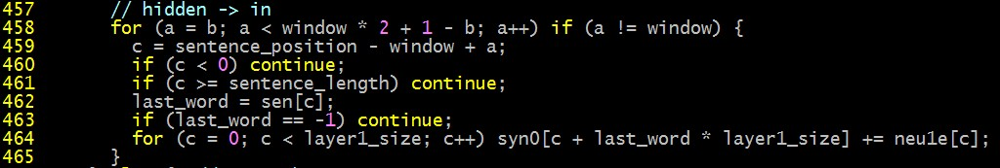 457       // hidden -> in
458       for (a = b; a < window * 2 + 1 - b; a++) if (a != window) {
459         c = sentence_position - window + a;
460         if (c < 0) continue;
461         if (c >= sentence_length) continue;
462         last_word = sen[c];
463         if (last_word == -1) continue;
464         for (c = 0; c < layer1_size; c++) syn0[c + last_word * layer1_size] += neu1e[c];
465       }